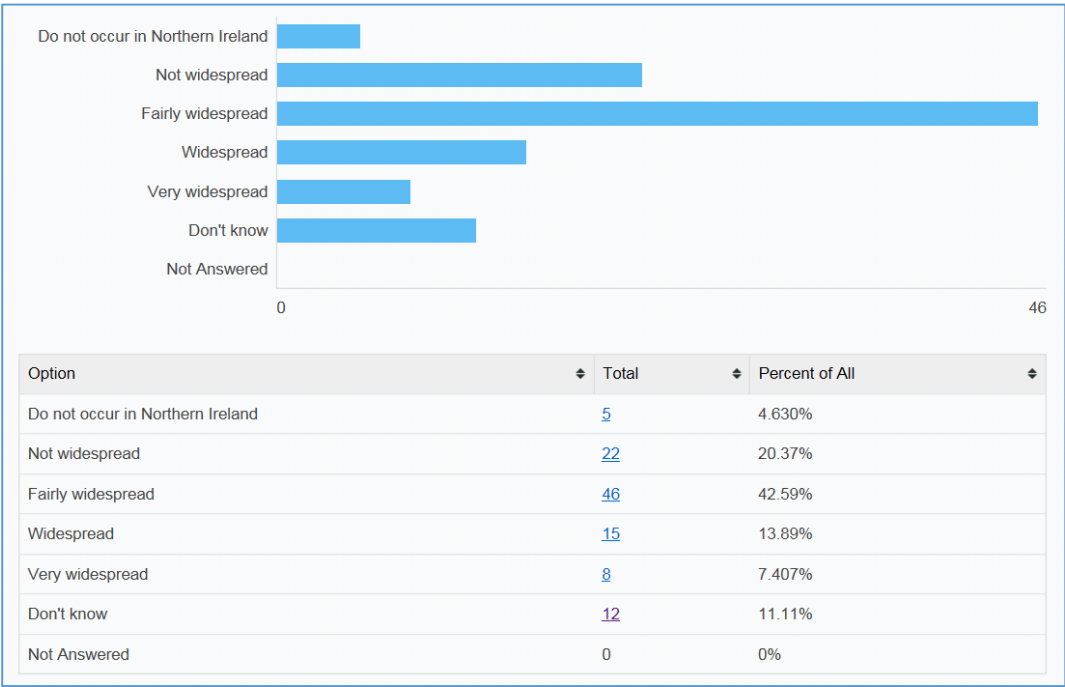 Do not occur in Northern Ireland
Not widespread
Fairly widespread
Widespread
Very widespread
Don't know
Not Answered
0 46
Option Total Percent of All
Do not occur in Northern Ireland 5 4.630%
Not widespread 22 20.37%
Fairly widespread 46 42.59%
Widespread 15 13.89%
Very widespread 8 7.407%
Don't know 12 11.11%
Not Answered 0 0%